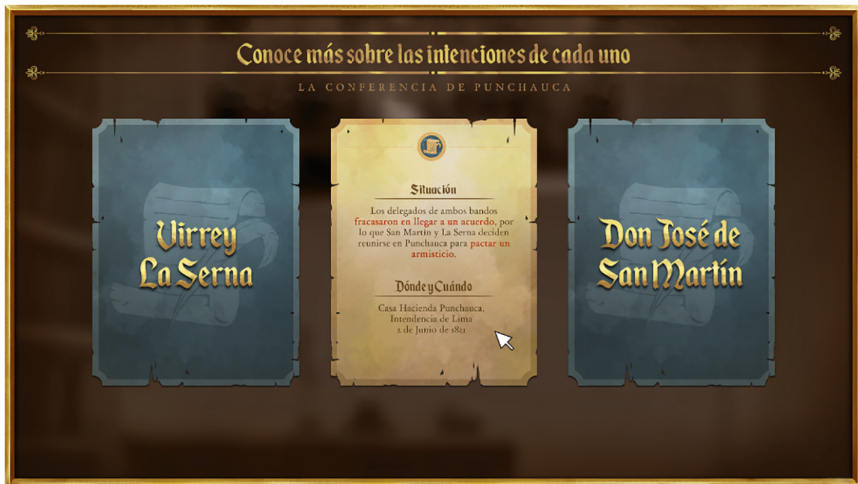 Conoce más sobre las intenciones de cada uno
LA CONFERENCIA DE PUNCHAUCA
Virrey
La Serna
Situación
Los delegados de ambos bandos
fracasaron en llegar a un acuerdo, por
lo que San Martín y La Serna deciden
reunirse en Punchauca para pactar un
armisticio.
Dónde y Cuándo
Casa Hacienda Punchauca,
Intendencia de Lima
2 de Junio de 1821
Don José de
San Martín